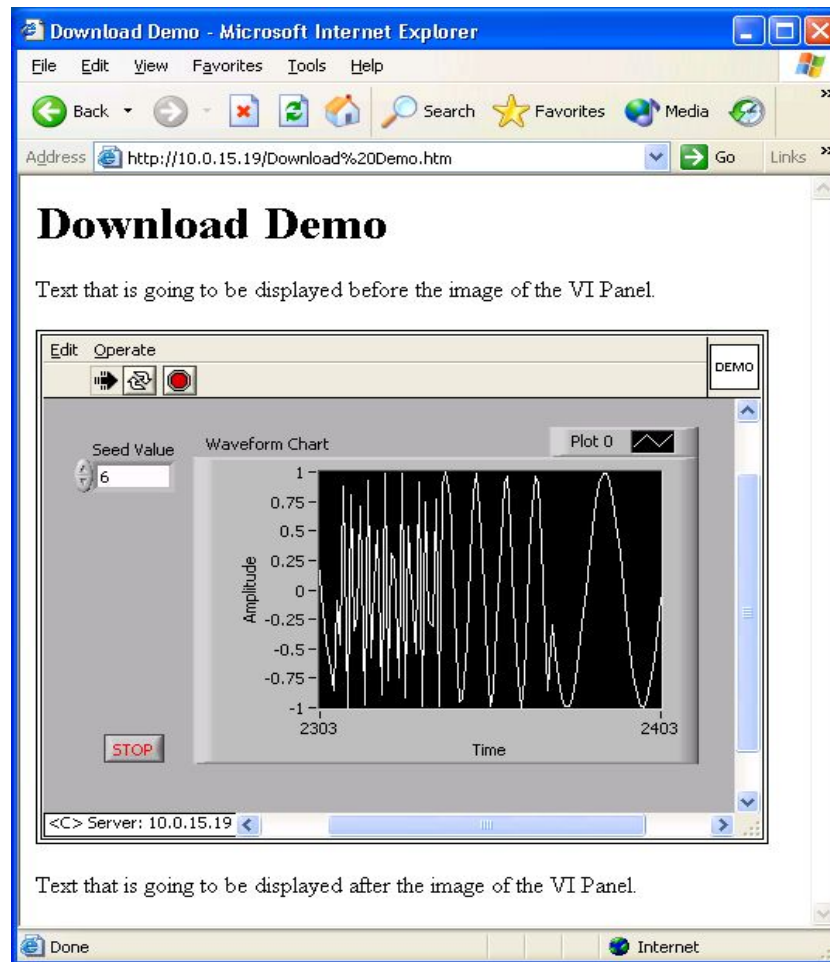 Download Demo - Microsoft Internet Explorer
File Edit View Favorites Tools Help
Back Search Favorites Media »
Address http://10.0.15.19/Download%20Demo.htm Go Links »
Download Demo
Text that is going to be displayed before the image of the VI Panel.
Edit Operate
DEMO
Seed Value
6
Waveform Chart
Plot 0
1
0.75
0.5
0.25
0
-0.25
-0.5
-0.75
-1
Amplitude
2303 2403
Time
STOP
<C> Server: 10.0.15.19
Text that is going to be displayed after the image of the VI Panel.
Done Internet